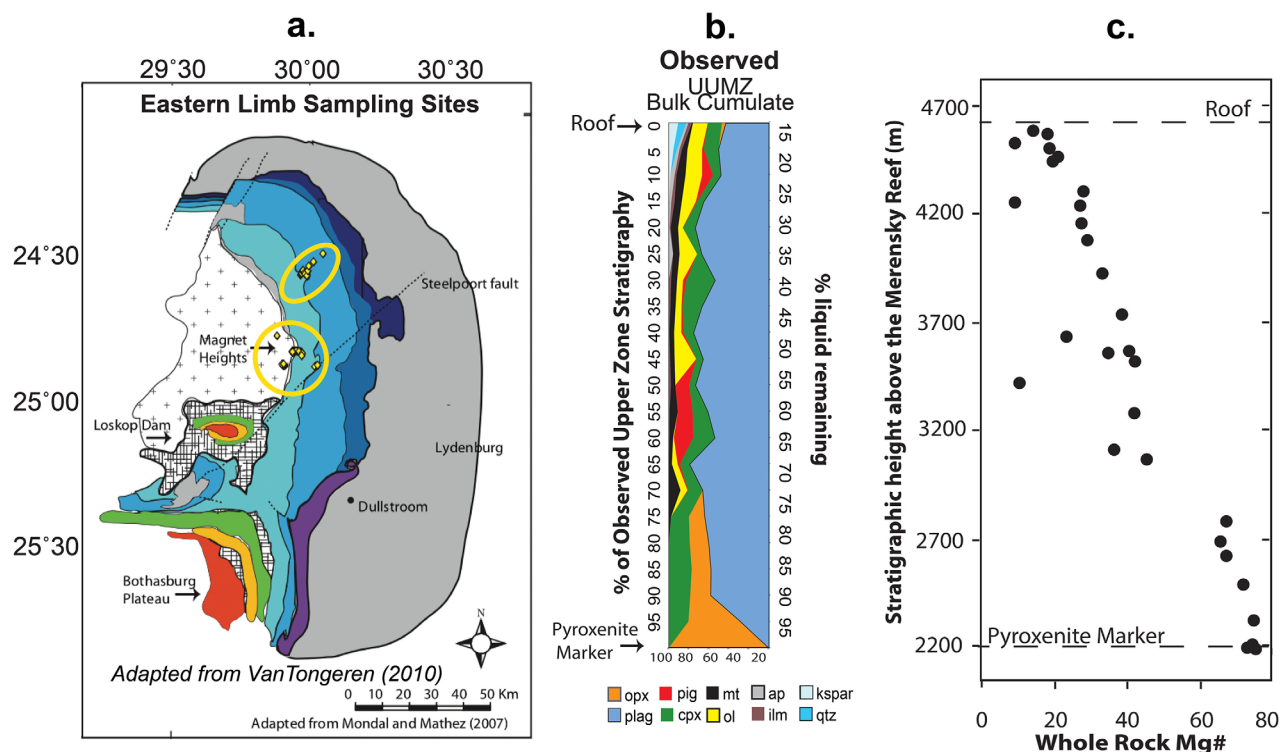 a.
29˚30
30˚00
30˚30
Eastern Limb Sampling Sites
24˚30
25˚00
25˚30
Steelpoort fault
Magnet
Heights
Loskop Dam
Lydenburg
Dullstroom
Bothasburg
Plateau
N
Adapted from VanTongeren (2010)
0 10 20 30 40 50 Km
Adapted from Mondal and Mathez (2007)
b.
Observed
UUMZ
Bulk Cumulate
Roof
% of Observed Upper Zone Stratigraphy
0 5 10 15 20 25 30 35 40 45 50 55 60 65 70 75 80 85 90 95
15 20 25 30 35 40 45 50 55 60 65 70 75 80 85 90 95
% liquid remaining
Pyroxenite
Marker
100 80 60 40 20
opx pig mt ap kspar
plag cpx ol ilm qtz
c.
Stratigraphic height above the Merensky Reef (m)
4700
4200
3700
3200
2700
2200
Roof
Pyroxenite Marker
0 20 40 60 80
Whole Rock Mg#